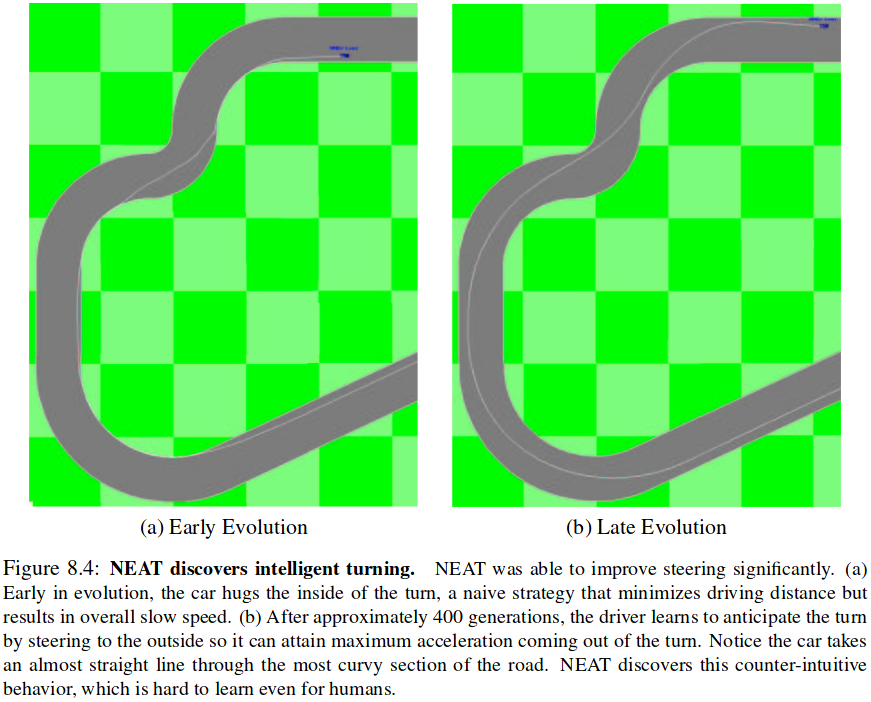 (a) Early Evolution
(b) Late Evolution
Figure 8.4: NEAT discovers intelligent turning. NEAT was able to improve steering significantly. (a)
Early in evolution, the car hugs the inside of the turn, a naive strategy that minimizes driving distance but
results in overall slow speed. (b) After approximately 400 generations, the driver learns to anticipate the turn
by steering to the outside so it can attain maximum acceleration coming out of the turn. Notice the car takes
an almost straight line through the most curvy section of the road. NEAT discovers this counter-intuitive
behavior, which is hard to learn even for humans.